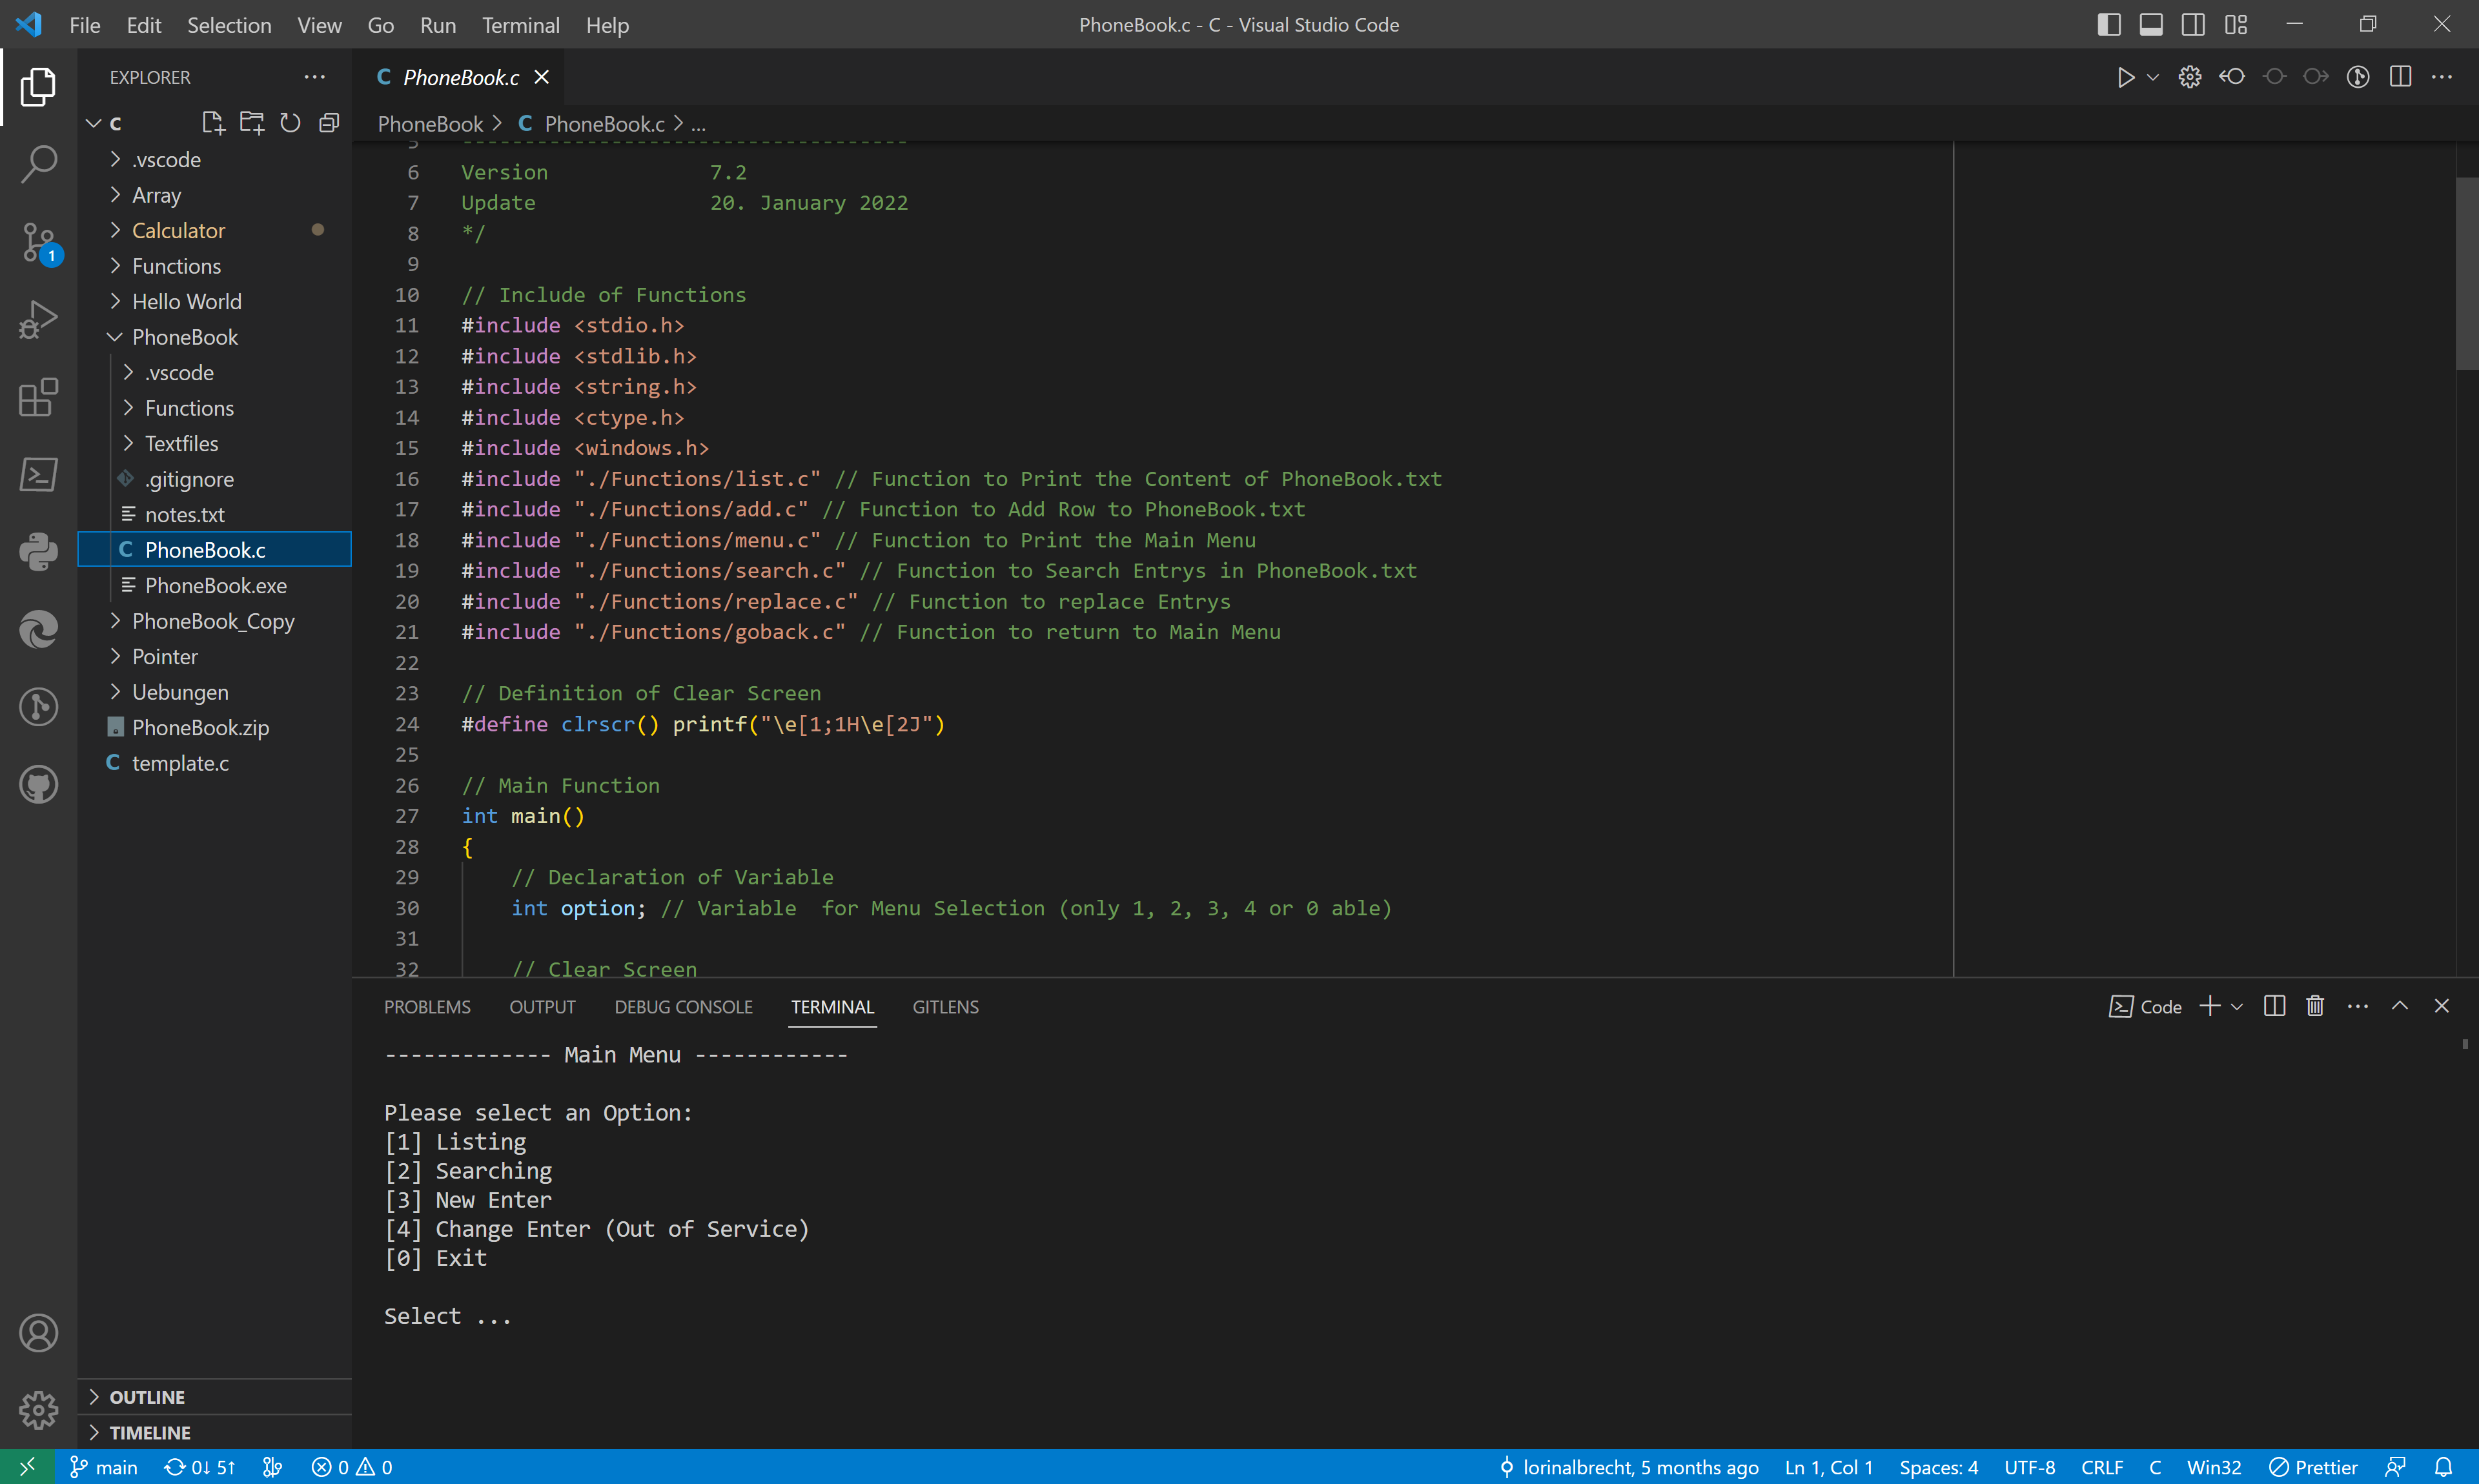 File Edit Selection View Go Run Terminal Help
PhoneBook.c - C - Visual Studio Code
EXPLORER
C
.vscode
Array
Calculator
Functions
Hello World
PhoneBook
.vscode
Functions
Textfiles
.gitignore
notes.txt
C PhoneBook.c
PhoneBook.exe
PhoneBook_Copy
Pointer
Uebungen
PhoneBook.zip
C template.c
OUTLINE
TIMELINE
1
C PhoneBook.c
PhoneBook > C PhoneBook.c > ...
5 ------------------------------------
6 Version 7.2
7 Update 20. January 2022
8 */
9
10 // Include of Functions
11 #include <stdio.h>
12 #include <stdlib.h>
13 #include <string.h>
14 #include <ctype.h>
15 #include <windows.h>
16 #include "./Functions/list.c" // Function to Print the Content of PhoneBook.txt
17 #include "./Functions/add.c" // Function to Add Row to PhoneBook.txt
18 #include "./Functions/menu.c" // Function to Print the Main Menu
19 #include "./Functions/search.c" // Function to Search Entrys in PhoneBook.txt
20 #include "./Functions/replace.c" // Function to replace Entrys
21 #include "./Functions/goback.c" // Function to return to Main Menu
22
23 // Definition of Clear Screen
24 #define clrscr() printf("\e[1;1H\e[2J")
25
26 // Main Function
27 int main()
28 {
29 // Declaration of Variable
30 int option; // Variable  for Menu Selection (only 1, 2, 3, 4 or 0 able)
31
32 // Clear Screen
PROBLEMS OUTPUT DEBUG CONSOLE TERMINAL GITLENS
Code
------------- Main Menu ------------
Please select an Option:
[1] Listing
[2] Searching
[3] New Enter
[4] Change Enter (Out of Service)
[0] Exit
Select ...
main 0↓ 5↑ 0 0 lorinalbrecht, 5 months ago Ln 1, Col 1 Spaces: 4 UTF-8 CRLF C Win32 Prettier